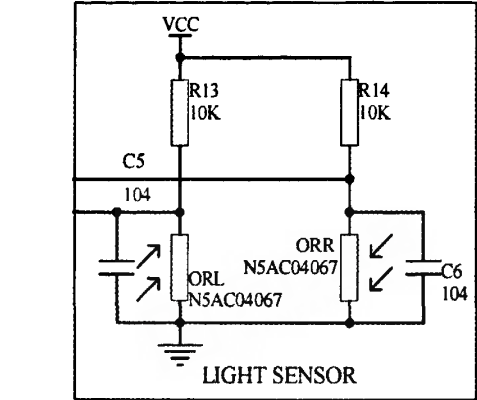 VCC
R13
10K
R14
10K
C5
104
ORR
N5AC04067
ORL
N5AC04067
C6
104
LIGHT SENSOR